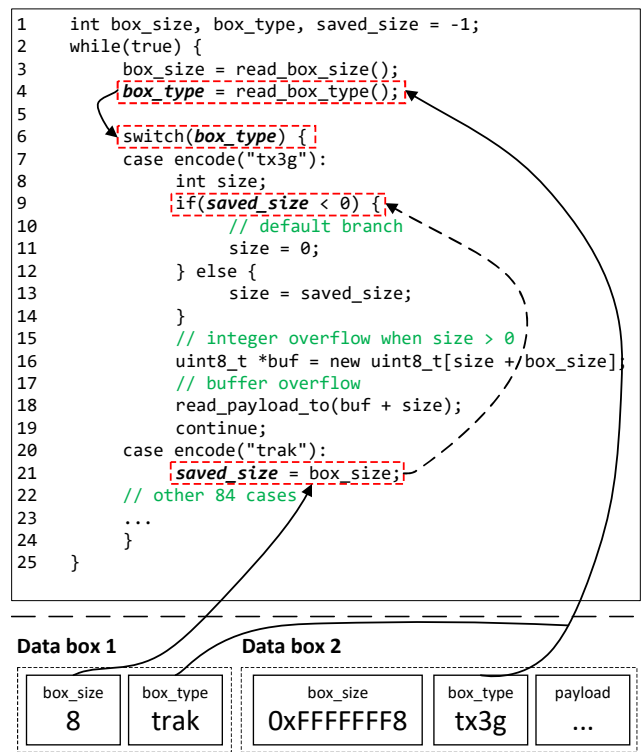 1 int box_size, box_type, saved_size = -1;
2 while(true) {
3 box_size = read_box_size();
4 box_type = read_box_type();
5
6 switch(box_type) {
7 case encode("tx3g"):
8 int size;
9 if(saved_size < 0) {
10 // default branch
11 size = 0;
12 } else {
13 size = saved_size;
14 }
15 // integer overflow when size > 0
16 uint8_t *buf = new uint8_t[size + box_size];
17 // buffer overflow
18 read_payload_to(buf + size);
19 continue;
20 case encode("trak"):
21 saved_size = box_size;
22 // other 84 cases
23 ...
24 }
25 }
Data box 1 Data box 2
box_size box_type box_size box_type payload
8 trak 0xFFFFFFF8 tx3g ...